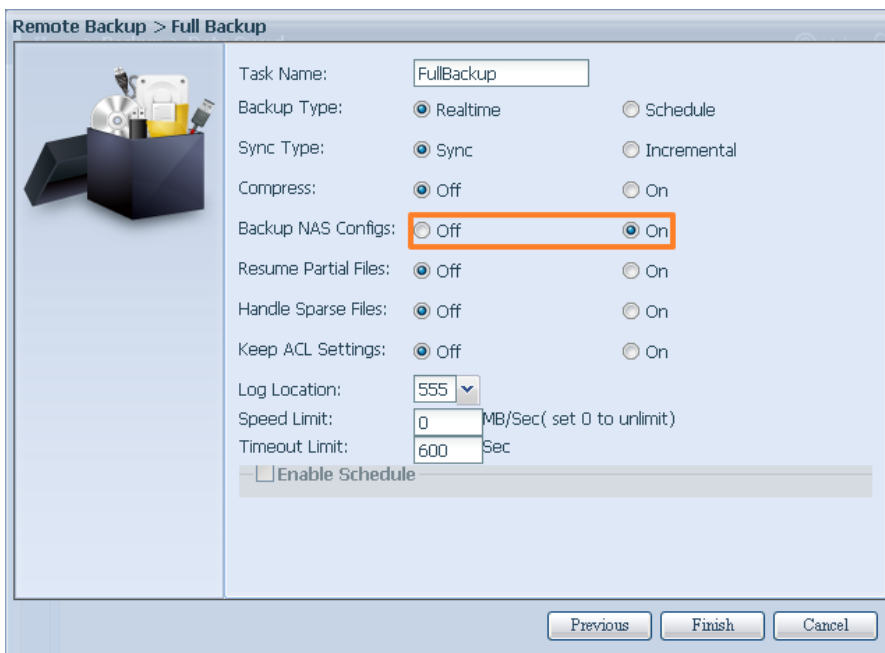 Remote Backup > Full Backup
Task Name: FullBackup
Backup Type: Realtime Schedule
Sync Type: Sync Incremental
Compress: Off On
Backup NAS Configs: Off On
Resume Partial Files: Off On
Handle Sparse Files: Off On
Keep ACL Settings: Off On
Log Location: 555
Speed Limit: 0 MB/Sec( set 0 to unlimit)
Timeout Limit: 600 Sec
Enable Schedule
Previous Finish Cancel